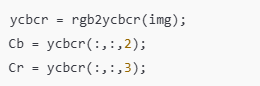 ycbcr = rgb2ycbcr(img);
Cb = ycbcr(:,:,2);
Cr = ycbcr(:,:,3);